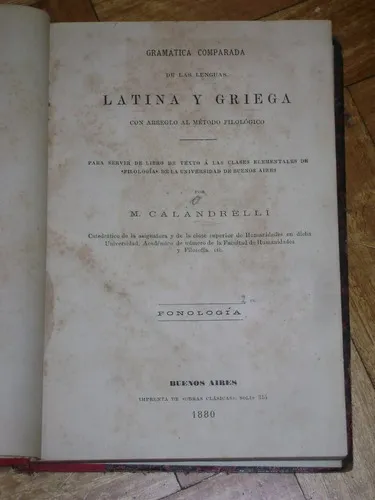 GRAMATICA COMPARADA
DE LAS LENGUAS
LATINA Y GRIEGA
CON ARREGLO AL MÉTODO FILOLÓGICO
PARA SERVIR DE LIBRO DE TEXTO Á LAS CLASES ELEMENTALES DE
«FILOLOGÍA» DE LA UNIVERSIDAD DE BUENOS AIRES
POR
M. CALANDRELLI
Catedrático de la asignatura y de la clase superior de Humanidades en dicha
Universidad, Académico de número de la Facultad de Humanidades
y Filosofía, etc.
FONOLOGÍA
BUENOS AIRES
IMPRENTA DE OBRAS CLÁSICAS, SOLIS
1880